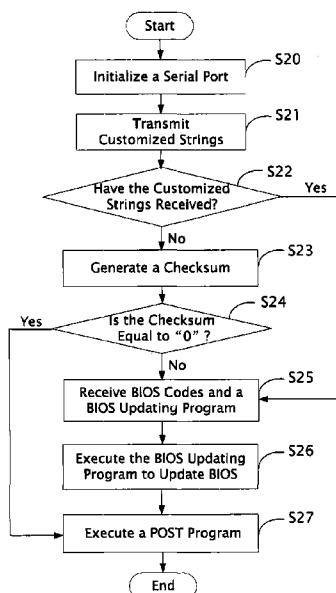 Start
S20
Initialize a Serial Port
S21
Transmit
Customized Strings
S22
Have the Customized
Strings Received?
Yes
No
S23
Generate a Checksum
S24
Yes
Is the Checksum
Equal to "0" ?
No
S25
Receive BIOS Codes and a
BIOS Updating Program
S26
Execute the BIOS Updating
Program to Update BIOS
S27
Execute a POST Program
End